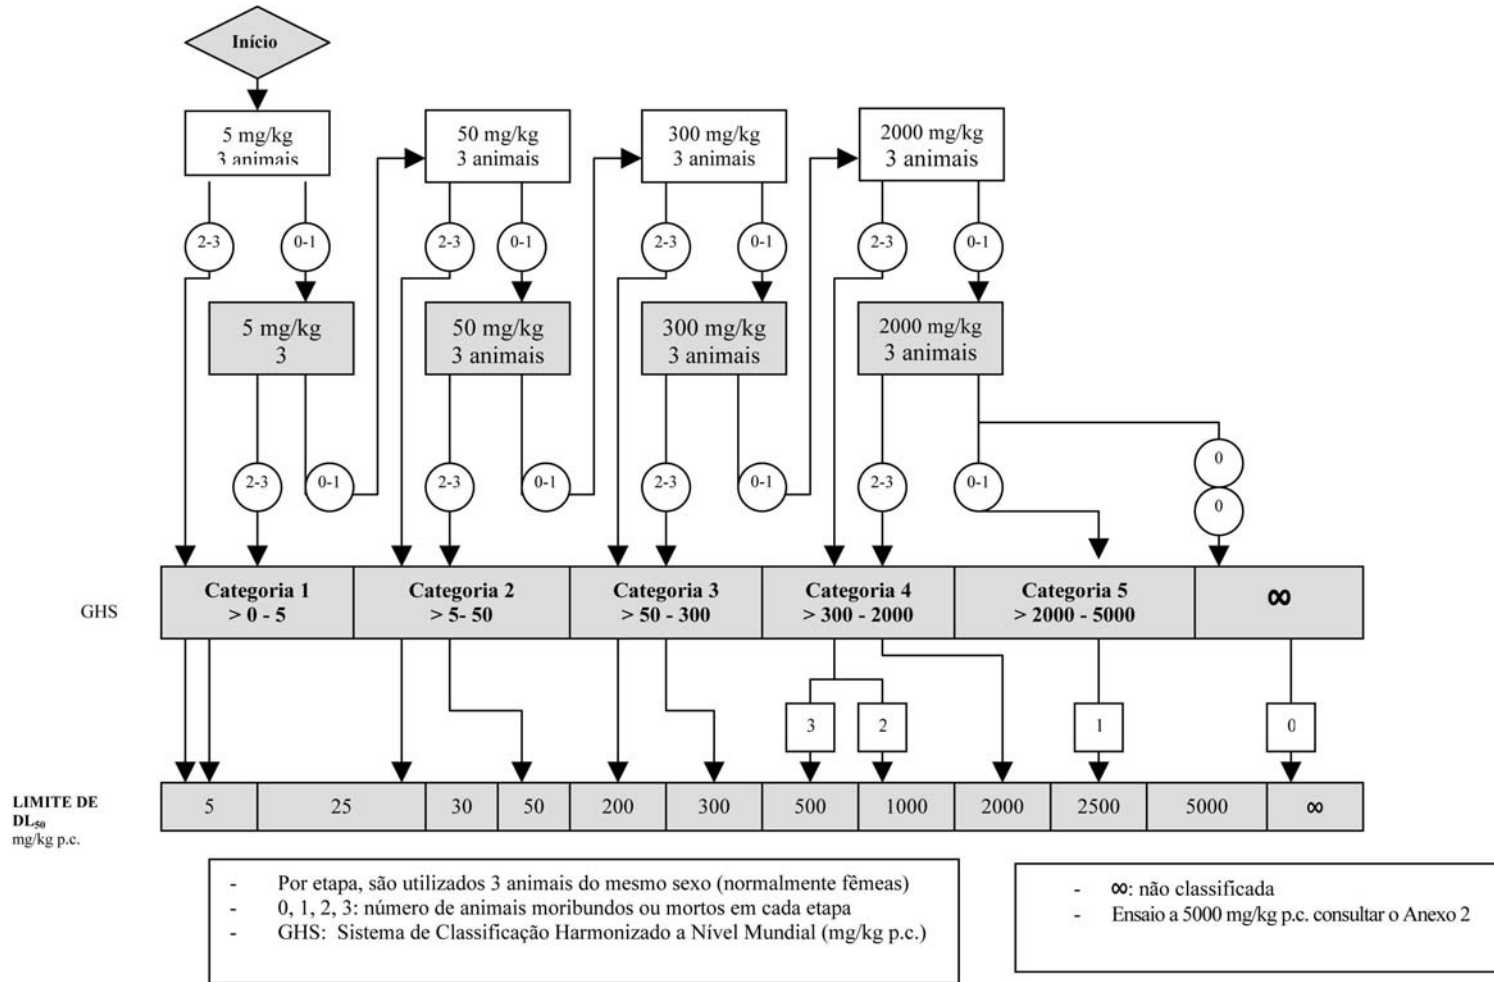 Início
5 mg/kg
3 animais
50 mg/kg
3 animais
300 mg/kg
3 animais
2000 mg/kg
3 animais
2-3
0-1
2-3
0-1
2-3
0-1
2-3
0-1
5 mg/kg
3
50 mg/kg
3 animais
300 mg/kg
3 animais
2000 mg/kg
3 animais
2-3
0-1
2-3
0-1
2-3
0-1
2-3
0-1
0
0
GHS
Categoria 1
> 0 - 5
Categoria 2
> 5- 50
Categoria 3
> 50 - 300
Categoria 4
> 300 - 2000
Categoria 5
> 2000 - 5000
∞
3
2
1
0
LIMITE DE
DL₅₀
mg/kg p.c.
5
25
30
50
200
300
500
1000
2000
2500
5000
∞
- Por etapa, são utilizados 3 animais do mesmo sexo (normalmente fêmeas)
- 0, 1, 2, 3: número de animais moribundos ou mortos em cada etapa
- GHS: Sistema de Classificação Harmonizado a Nível Mundial (mg/kg p.c.)
- ∞: não classificada
- Ensaio a 5000 mg/kg p.c. consultar o Anexo 2